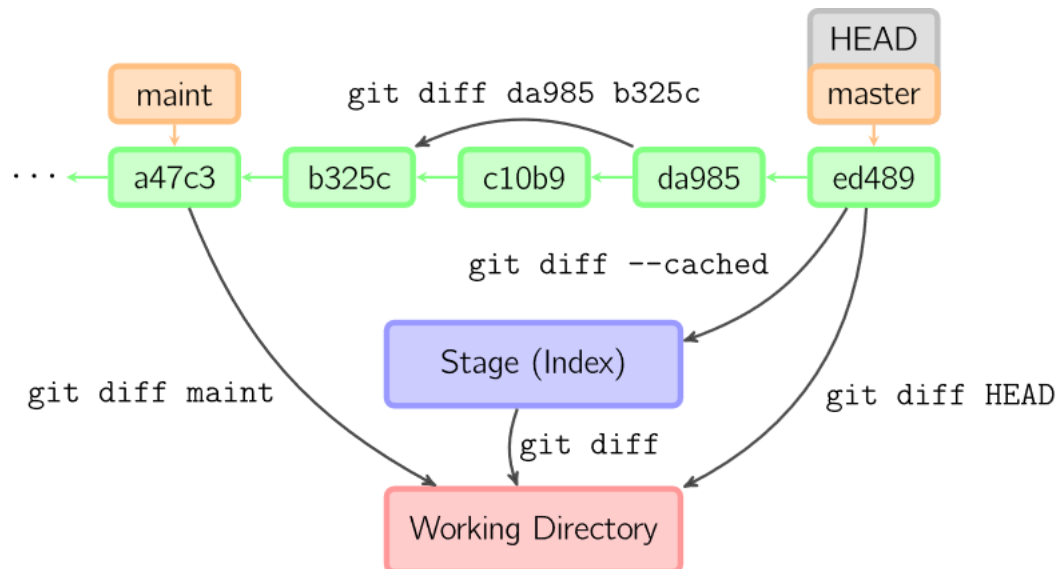 HEAD
maint
git diff da985 b325c
master
...
a47c3
b325c
c10b9
da985
ed489
git diff --cached
Stage (Index)
git diff maint
git diff HEAD
git diff
Working Directory